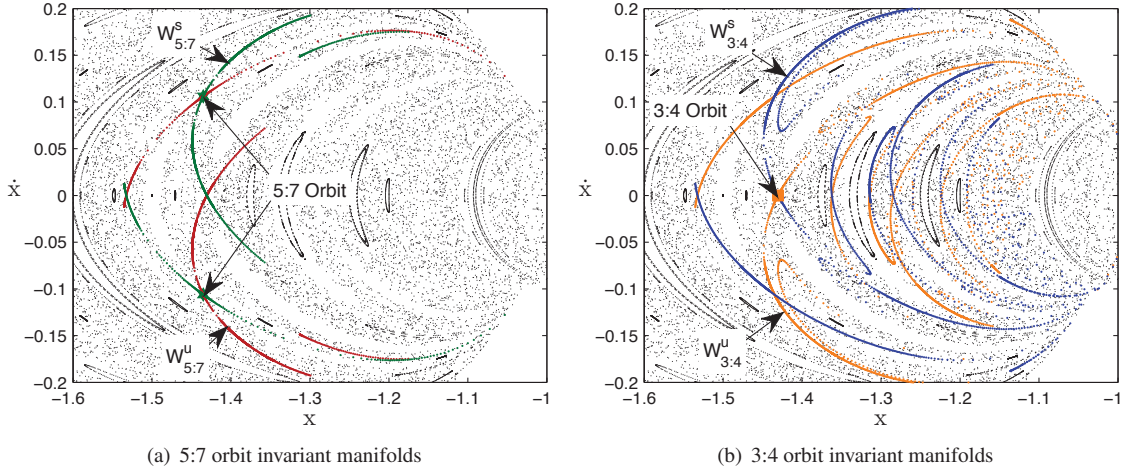 0.2
0.15
0.1
0.05
0
−0.05
−0.1
−0.15
−0.2
ẋ
−1.6 −1.5 −1.4 −1.3 −1.2 −1.1 −1
x
W^s_{5:7}
5:7 Orbit
W^u_{5:7}
(a) 5:7 orbit invariant manifolds
0.2
0.15
0.1
0.05
0
−0.05
−0.1
−0.15
−0.2
ẋ
−1.6 −1.5 −1.4 −1.3 −1.2 −1.1 −1
x
W^s_{3:4}
3:4 Orbit
W^u_{3:4}
(b) 3:4 orbit invariant manifolds